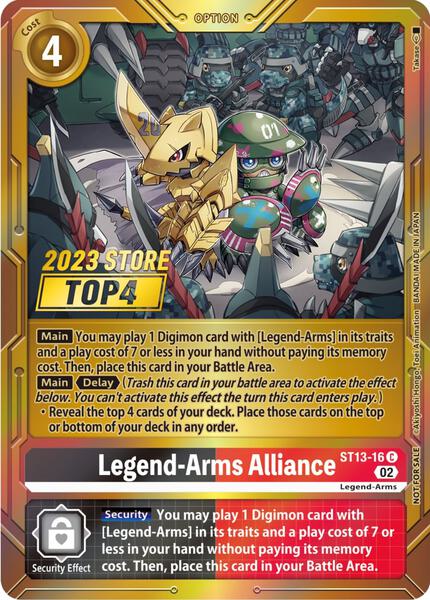 Cost
4
OPTION
Takase
20
01
2023 STORE
TOP4
Main You may play 1 Digimon card with [Legend-Arms] in its traits
and a play cost of 7 or less in your hand without paying its memory
cost. Then, place this card in your Battle Area.
Main Delay (Trash this card in your battle area to activate the effect
below. You can't activate this effect the turn this card enters play.)
・Reveal the top 4 cards of your deck. Place those cards on the top
or bottom of your deck in any order.
Legend-Arms Alliance
ST13-16 C
02
Legend-Arms
Security You may play 1 Digimon card with
[Legend-Arms] in its traits and a play cost of 7 or
less in your hand without paying its memory
cost. Then, place this card in your Battle Area.
Security Effect
NOT FOR SALE
©Akiyoshi Hongo, Toei Animation BANDAI MADE IN JAPAN